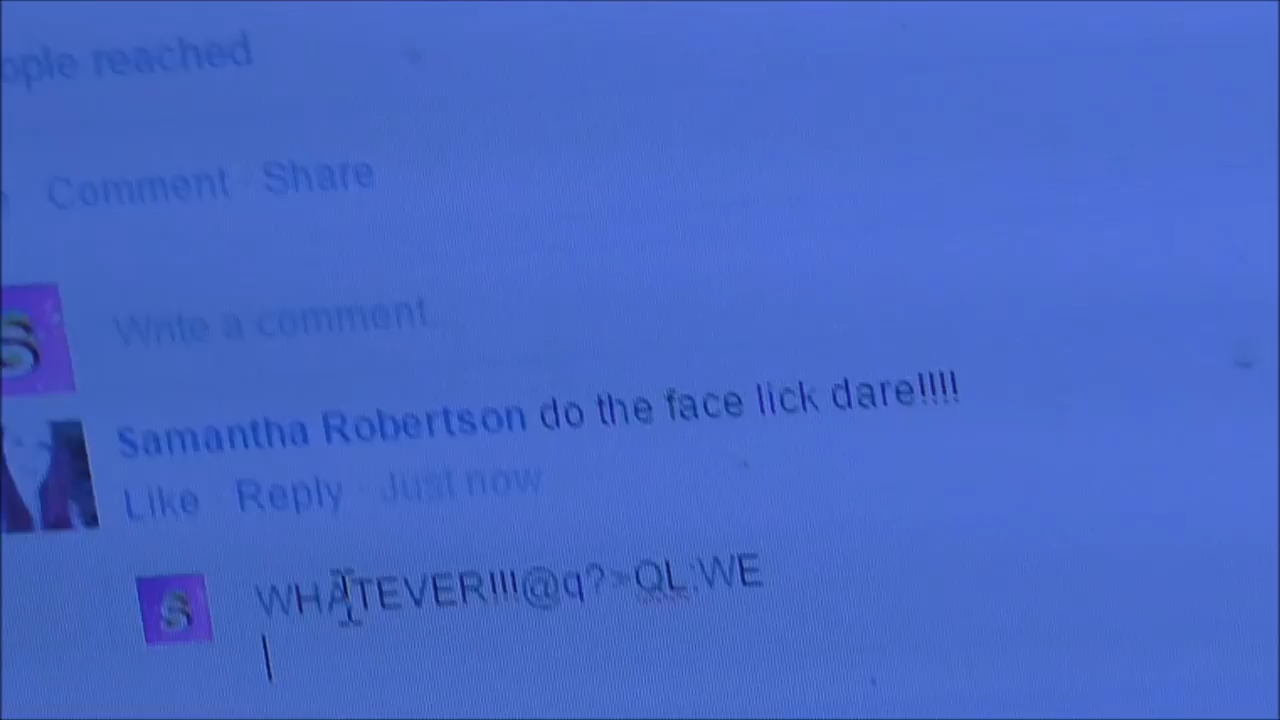 ople reached
Comment · Share
S
Write a comment
Samantha Robertson do the face lick dare!!!!
Like · Reply · Just now
S
WHATEVER!!!@q?>QL:WE